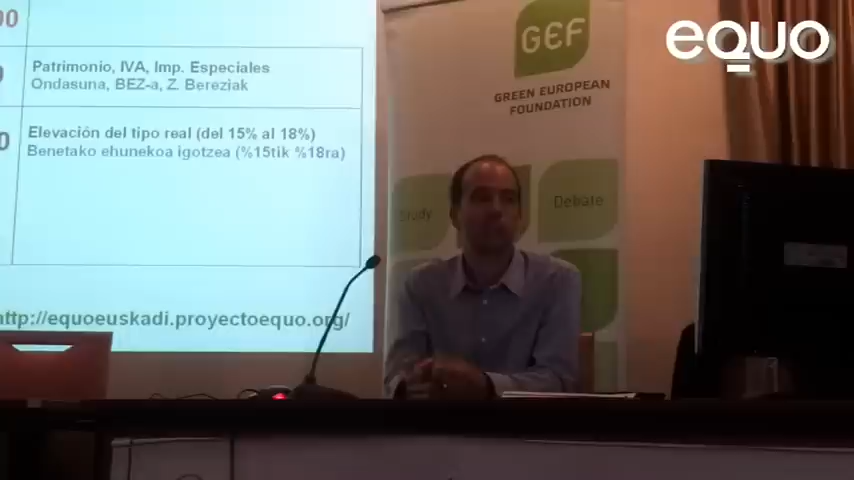 00
0
Patrimonio, IVA, Imp. Especiales
Ondasuna, BEZ-a, Z. Bereziak
0
Elevación del tipo real (del 15% al 18%)
Benetako ehunekoa igotzea (%15tik %18ra)
http://equoeuskadi.proyectoequo.org/
GEF
GREEN EUROPEAN
FOUNDATION
Study
Debate
eQuo